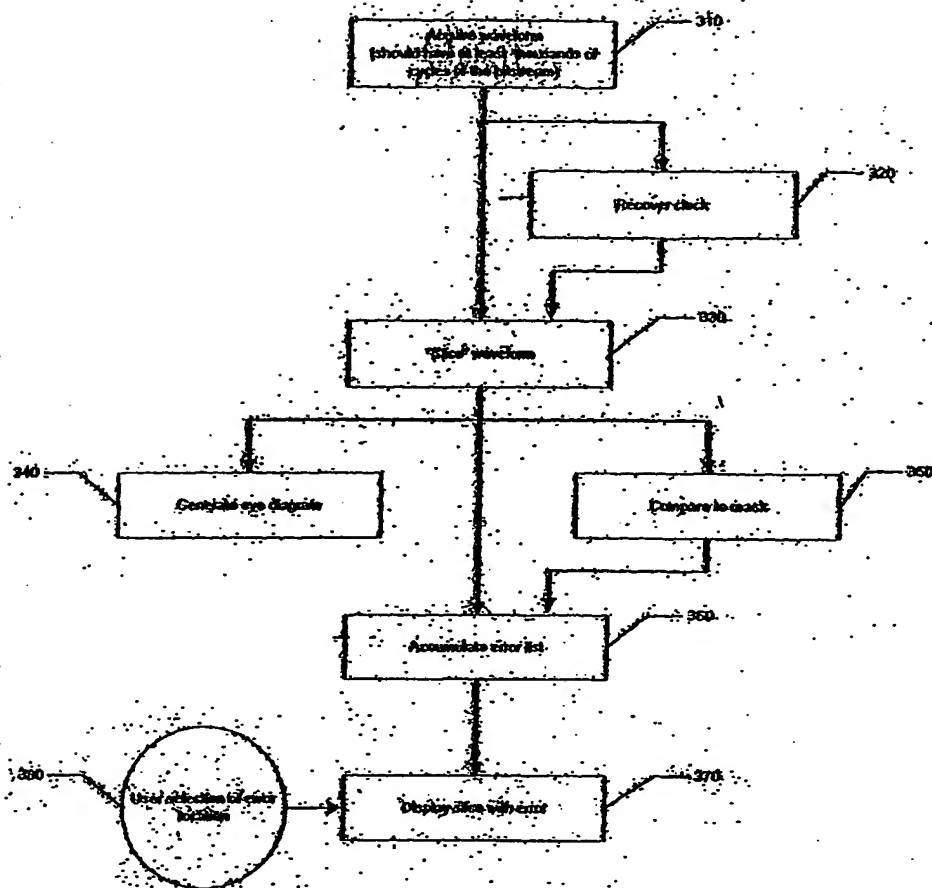 310
Acquire waveform
(should have at least thousands of
cycles of the bitstream)
320
Recover clock
330
"Slice" waveform
340
Generate eye diagram
350
Compare to mask
360
Accumulate error list
380
User selection of error
location
370
Display slice with error